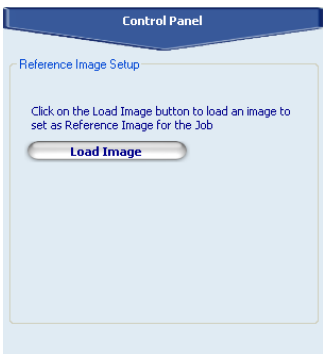 Control Panel
Reference Image Setup
Click on the Load Image button to load an image to
set as Reference Image for the Job
Load Image